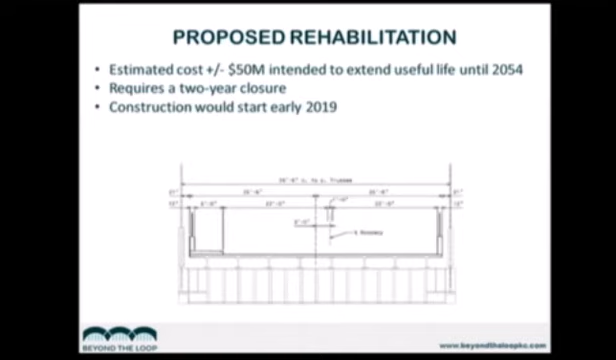 PROPOSED REHABILITATION
• Estimated cost +/- $50M intended to extend useful life until 2054
• Requires a two-year closure
• Construction would start early 2019
BEYOND THE LOOP
www.beyondtheloopkc.com